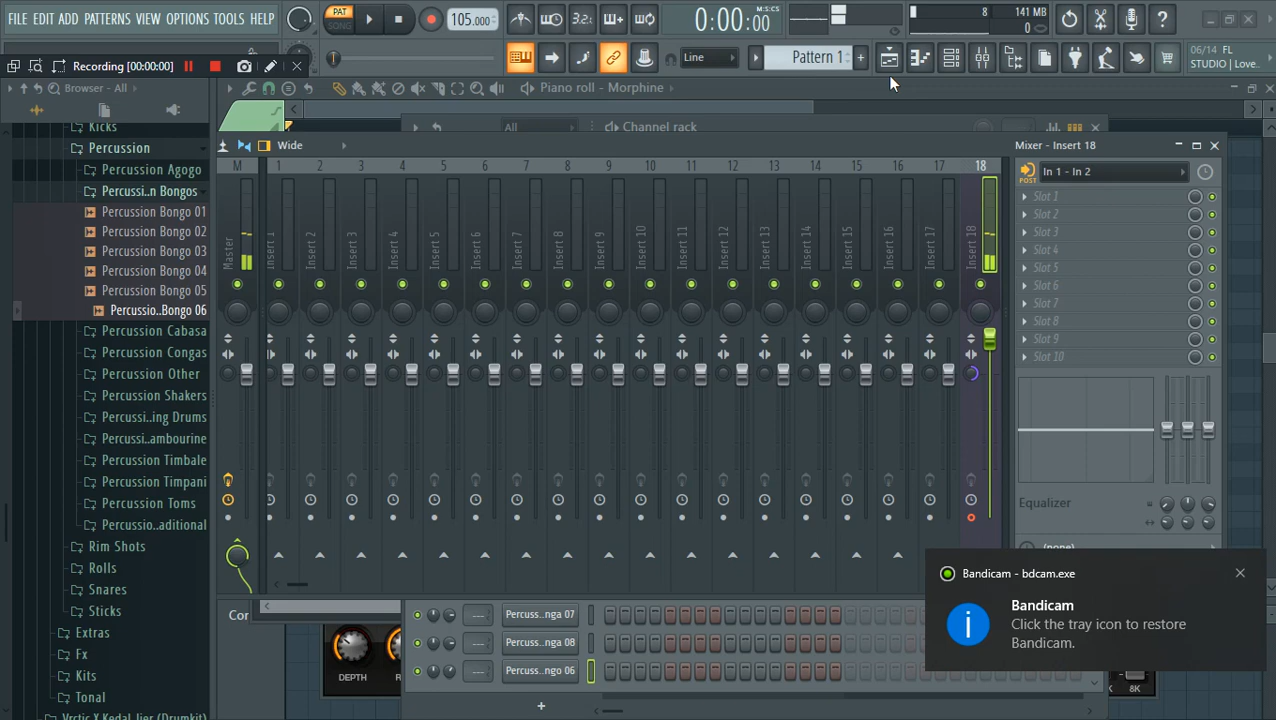 FILE EDIT ADD PATTERNS VIEW OPTIONS TOOLS HELP
PAT
SONG
105.000
3.2.
0:00:00
M:S:CS
8
141 MB
0
Recording [00:00:00]
Line
Pattern 1
06/14 FL
STUDIO | Love..
Browser - All
Piano roll - Morphine
Kicks
Percussion
Percussion Agogo
Percussi..n Bongos
Percussion Bongo 01
Percussion Bongo 02
Percussion Bongo 03
Percussion Bongo 04
Percussion Bongo 05
Percussio..Bongo 06
Percussion Cabasa
Percussion Congas
Percussion Other
Percussion Shakers
Percussi..ing Drums
Percussi..ambourine
Percussion Timbale
Percussion Timpani
Percussion Toms
Percussio..aditional
Rim Shots
Rolls
Snares
Sticks
Extras
Fx
Kits
Tonal
All
Channel rack
Wide
M 1 2 3 4 5 6 7 8 9 10 11 12 13 14 15 16 17 18
Master
Insert 1
Insert 2
Insert 3
Insert 4
Insert 5
Insert 6
Insert 7
Insert 8
Insert 9
Insert 10
Insert 11
Insert 12
Insert 13
Insert 14
Insert 15
Insert 16
Insert 17
Insert 18
Mixer - Insert 18
POST
In 1 - In 2
Slot 1
Slot 2
Slot 3
Slot 4
Slot 5
Slot 6
Slot 7
Slot 8
Slot 9
Slot 10
Equalizer
(none)
Con
Percuss..nga 07
Percuss..nga 08
Percuss..ngo 06
DEPTH
8K
Bandicam - bdcam.exe
Bandicam
Click the tray icon to restore
Bandicam.